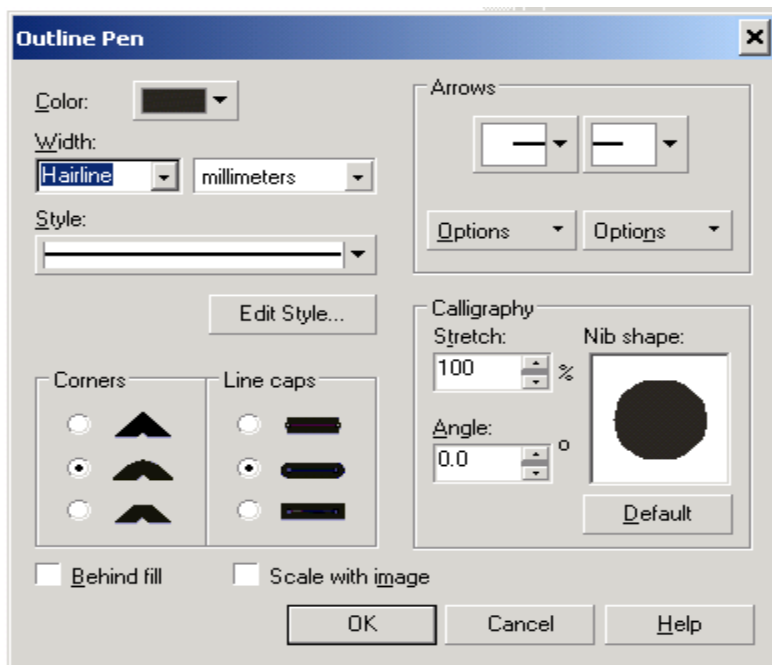 Outline Pen
Color:
Width:
Hairline
millimeters
Style:
Edit Style...
Corners
Line caps
Behind fill
Scale with image
Arrows
Options
Options
Calligraphy
Stretch:
100
%
Nib shape:
Angle:
0.0
o
Default
OK
Cancel
Help